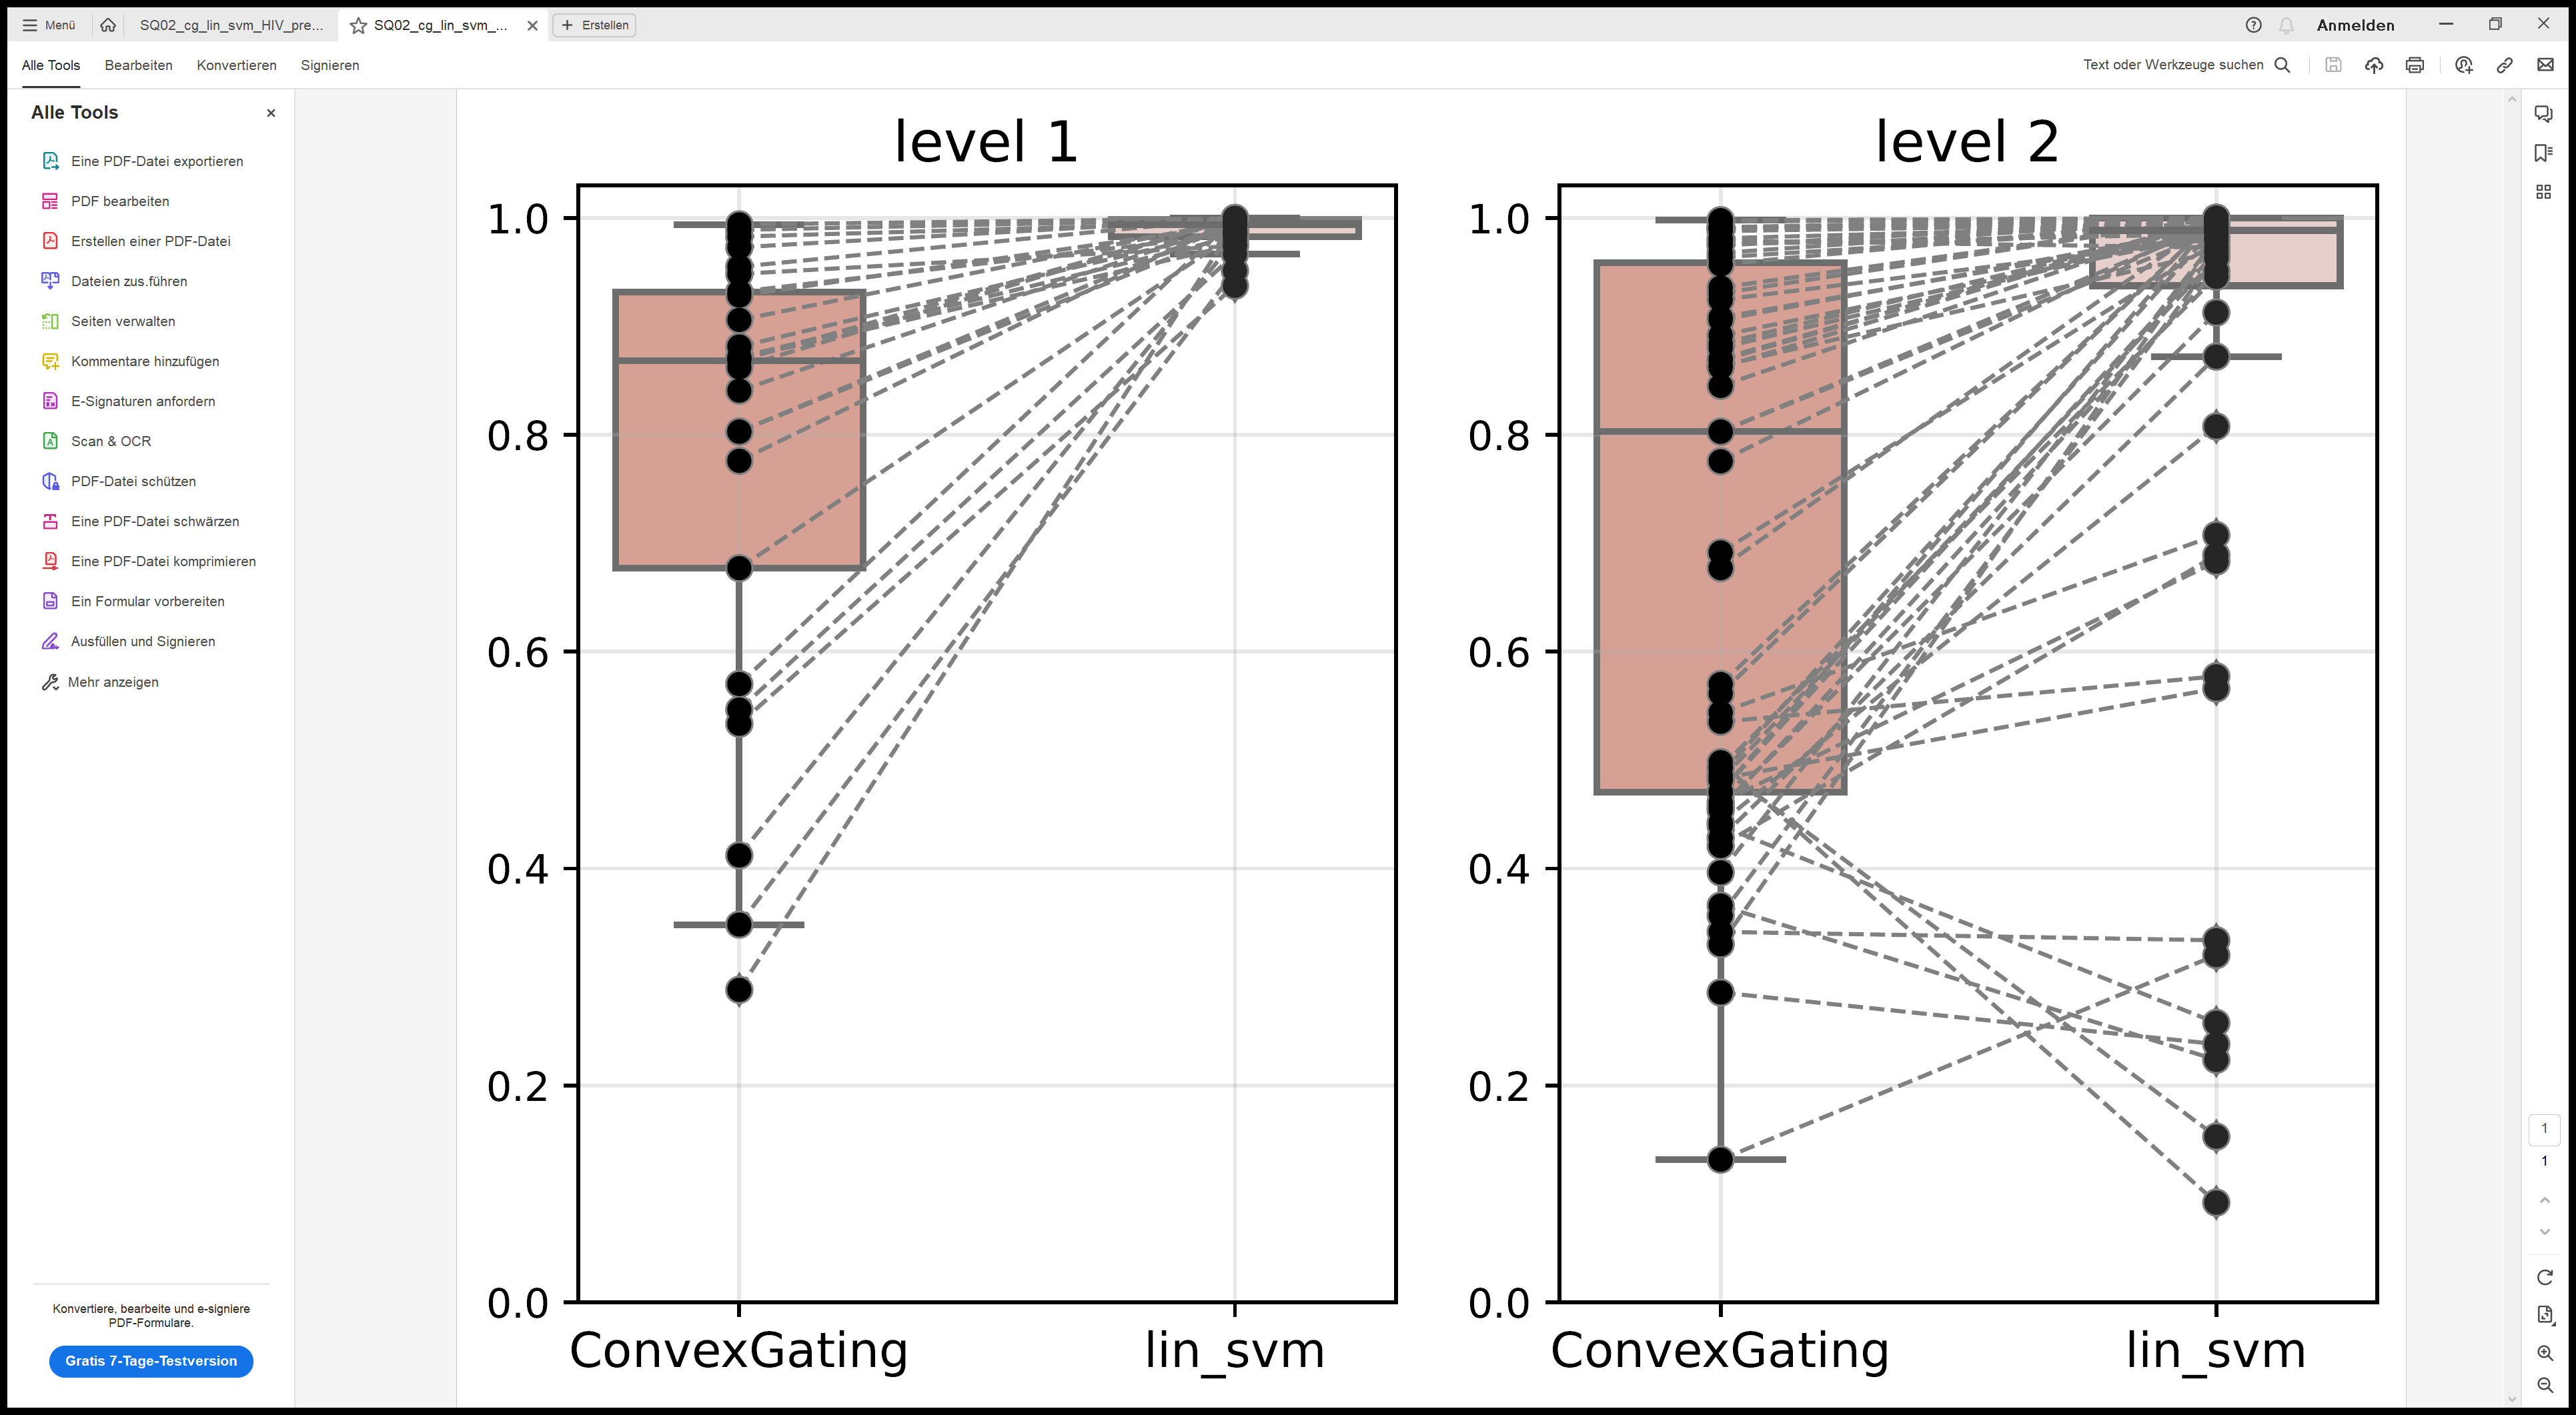 Menü
SQ02_cg_lin_svm_HIV_pre...
SQ02_cg_lin_svm_...
Erstellen
Anmelden
Alle Tools
Bearbeiten
Konvertieren
Signieren
Text oder Werkzeuge suchen
Alle Tools
Eine PDF-Datei exportieren
PDF bearbeiten
Erstellen einer PDF-Datei
Dateien zus.führen
Seiten verwalten
Kommentare hinzufügen
E-Signaturen anfordern
Scan & OCR
PDF-Datei schützen
Eine PDF-Datei schwärzen
Eine PDF-Datei komprimieren
Ein Formular vorbereiten
Ausfüllen und Signieren
Mehr anzeigen
Konvertiere, bearbeite und e-signiere
PDF-Formulare.
Gratis 7-Tage-Testversion
level 1
1.0
0.8
0.6
0.4
0.2
0.0
ConvexGating
lin_svm
level 2
1.0
0.8
0.6
0.4
0.2
0.0
ConvexGating
lin_svm
1
1